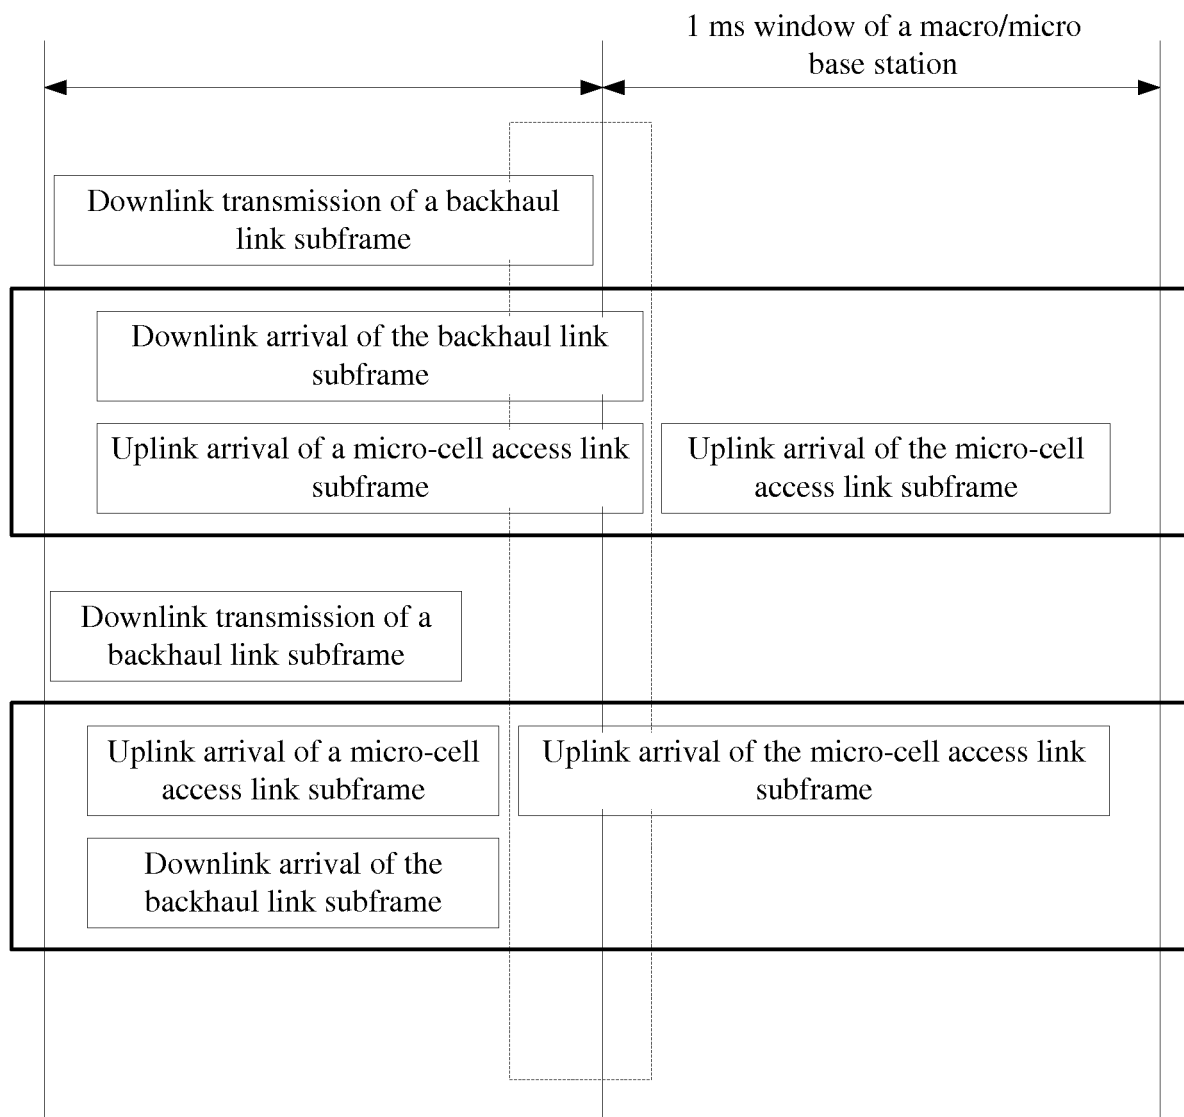 1 ms window of a macro/micro
base station
Downlink transmission of a backhaul
link subframe
Downlink arrival of the backhaul link
subframe
Uplink arrival of a micro-cell access link
subframe
Uplink arrival of the micro-cell
access link subframe
Downlink transmission of a
backhaul link subframe
Uplink arrival of a micro-cell
access link subframe
Uplink arrival of the micro-cell access link
subframe
Downlink arrival of the
backhaul link subframe